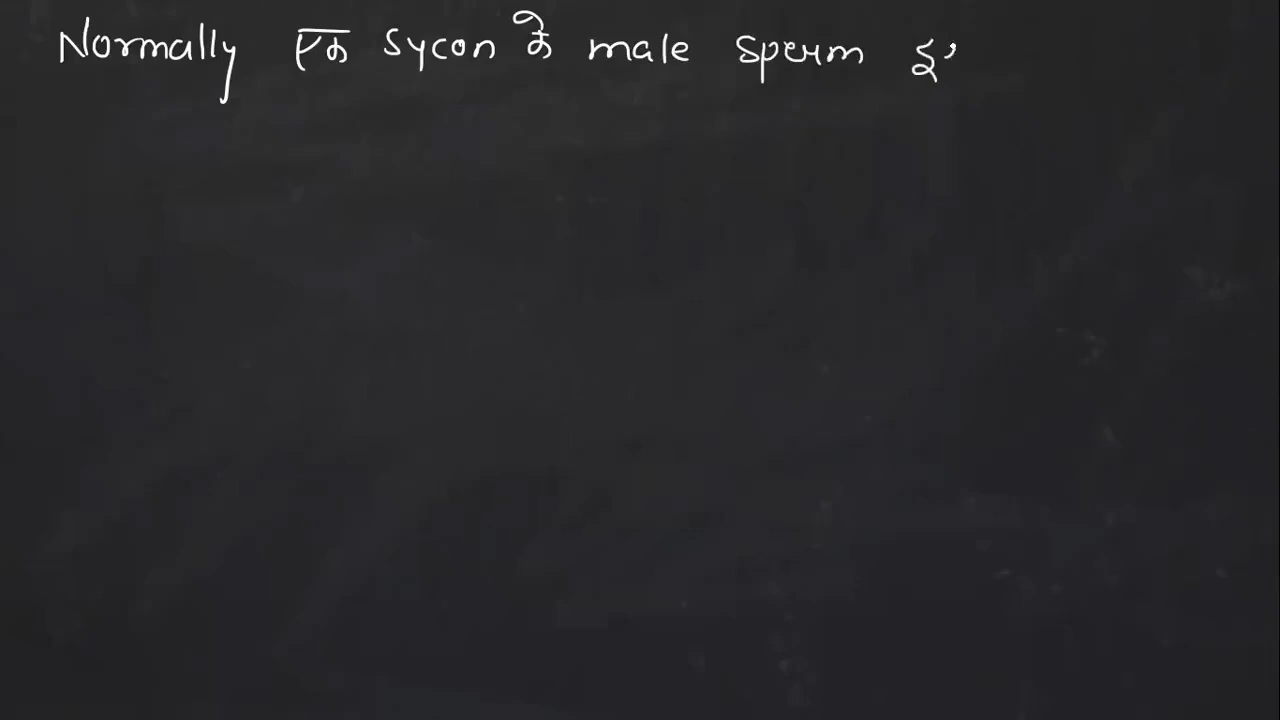 Normally एक sycon के male sperm